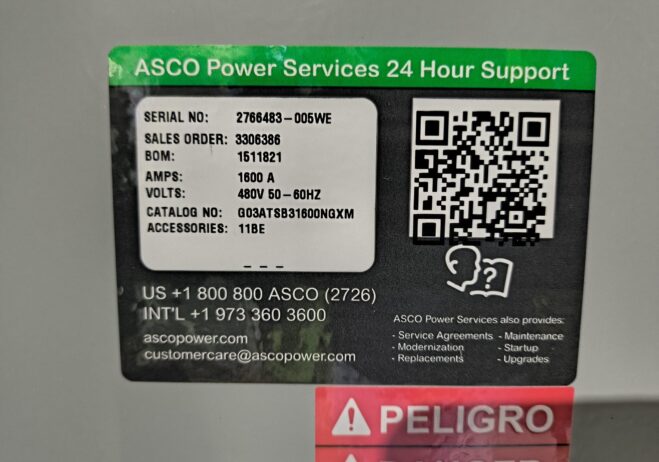 ASCO Power Services 24 Hour Support
SERIAL NO: 2766483-005WE
SALES ORDER: 3306386
BOM: 1511821
AMPS: 1600 A
VOLTS: 480V 50-60HZ
CATALOG NO: G03ATSB31600NGXM
ACCESSORIES: 11BE
– – –
US +1 800 800 ASCO (2726)
INT'L +1 973 360 3600
ascopower.com
customercare@ascopower.com
?
ASCO Power Services also provides:
- Service Agreements - Maintenance
- Modernization - Startup
- Replacements - Upgrades
PELIGRO